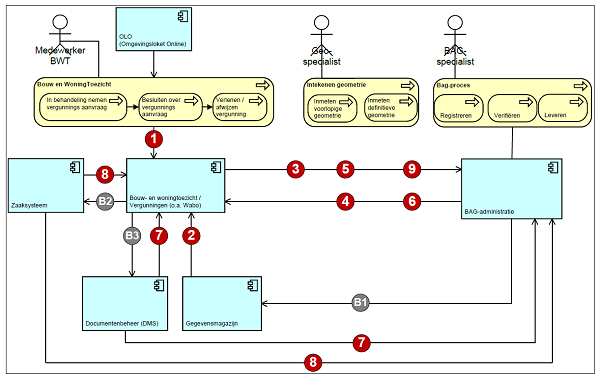 Medewerker
BWT
OLO
(Omgevingsloket Online)
Geo-
specialist
BAG-
specialist
Bouw en WoningToezicht
In behandeling nemen
vergunnings aanvraag
Besluiten over
vergunnings
aanvraag
Verlenen /
afwijzen
vergunning
Intekenen geometrie
Inmeten
voorlopige
geometrie
Inmeten
definitieve
geometrie
Bag-proces
Registreren
Verifiëren
Leveren
1
8
3
5
9
B2
4
6
Zaaksysteem
Bouw- en woningtoezicht /
Vergunningen (o.a. Wabo)
BAG-administratie
B3
7
2
B1
Documentenbeheer (DMS)
Gegevensmagazijn
7
8